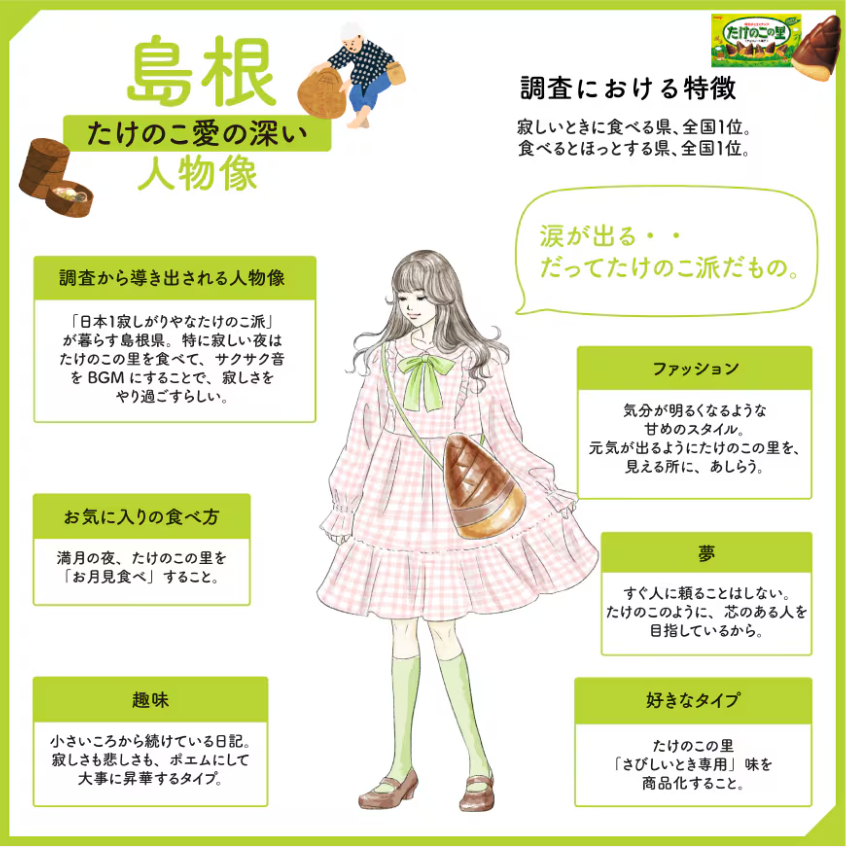 島根
たけのこ愛の深い
人物像
たけのこの里
調査における特徴
寂しいときに食べる県、全国1位。
食べるとほっとする県、全国1位。
涙が出る・・
だってたけのこ派だもの。
調査から導き出される人物像
「日本1寂しがりやなたけのこ派」
が暮らす島根県。特に寂しい夜は
たけのこの里を食べて、サクサク音
を BGM にすることで、寂しさを
やり過ごすらしい。
ファッション
気分が明るくなるような
甘めのスタイル。
元気が出るようにたけのこの里を、
見える所に、あしらう。
お気に入りの食べ方
満月の夜、たけのこの里を
「お月見食べ」すること。
夢
すぐ人に頼ることはしない。
たけのこのように、芯のある人を
目指しているから。
趣味
小さいころから続けている日記。
寂しさも悲しさも、ポエムにして
大事に昇華するタイプ。
好きなタイプ
たけのこの里
「さびしいとき専用」味を
商品化すること。